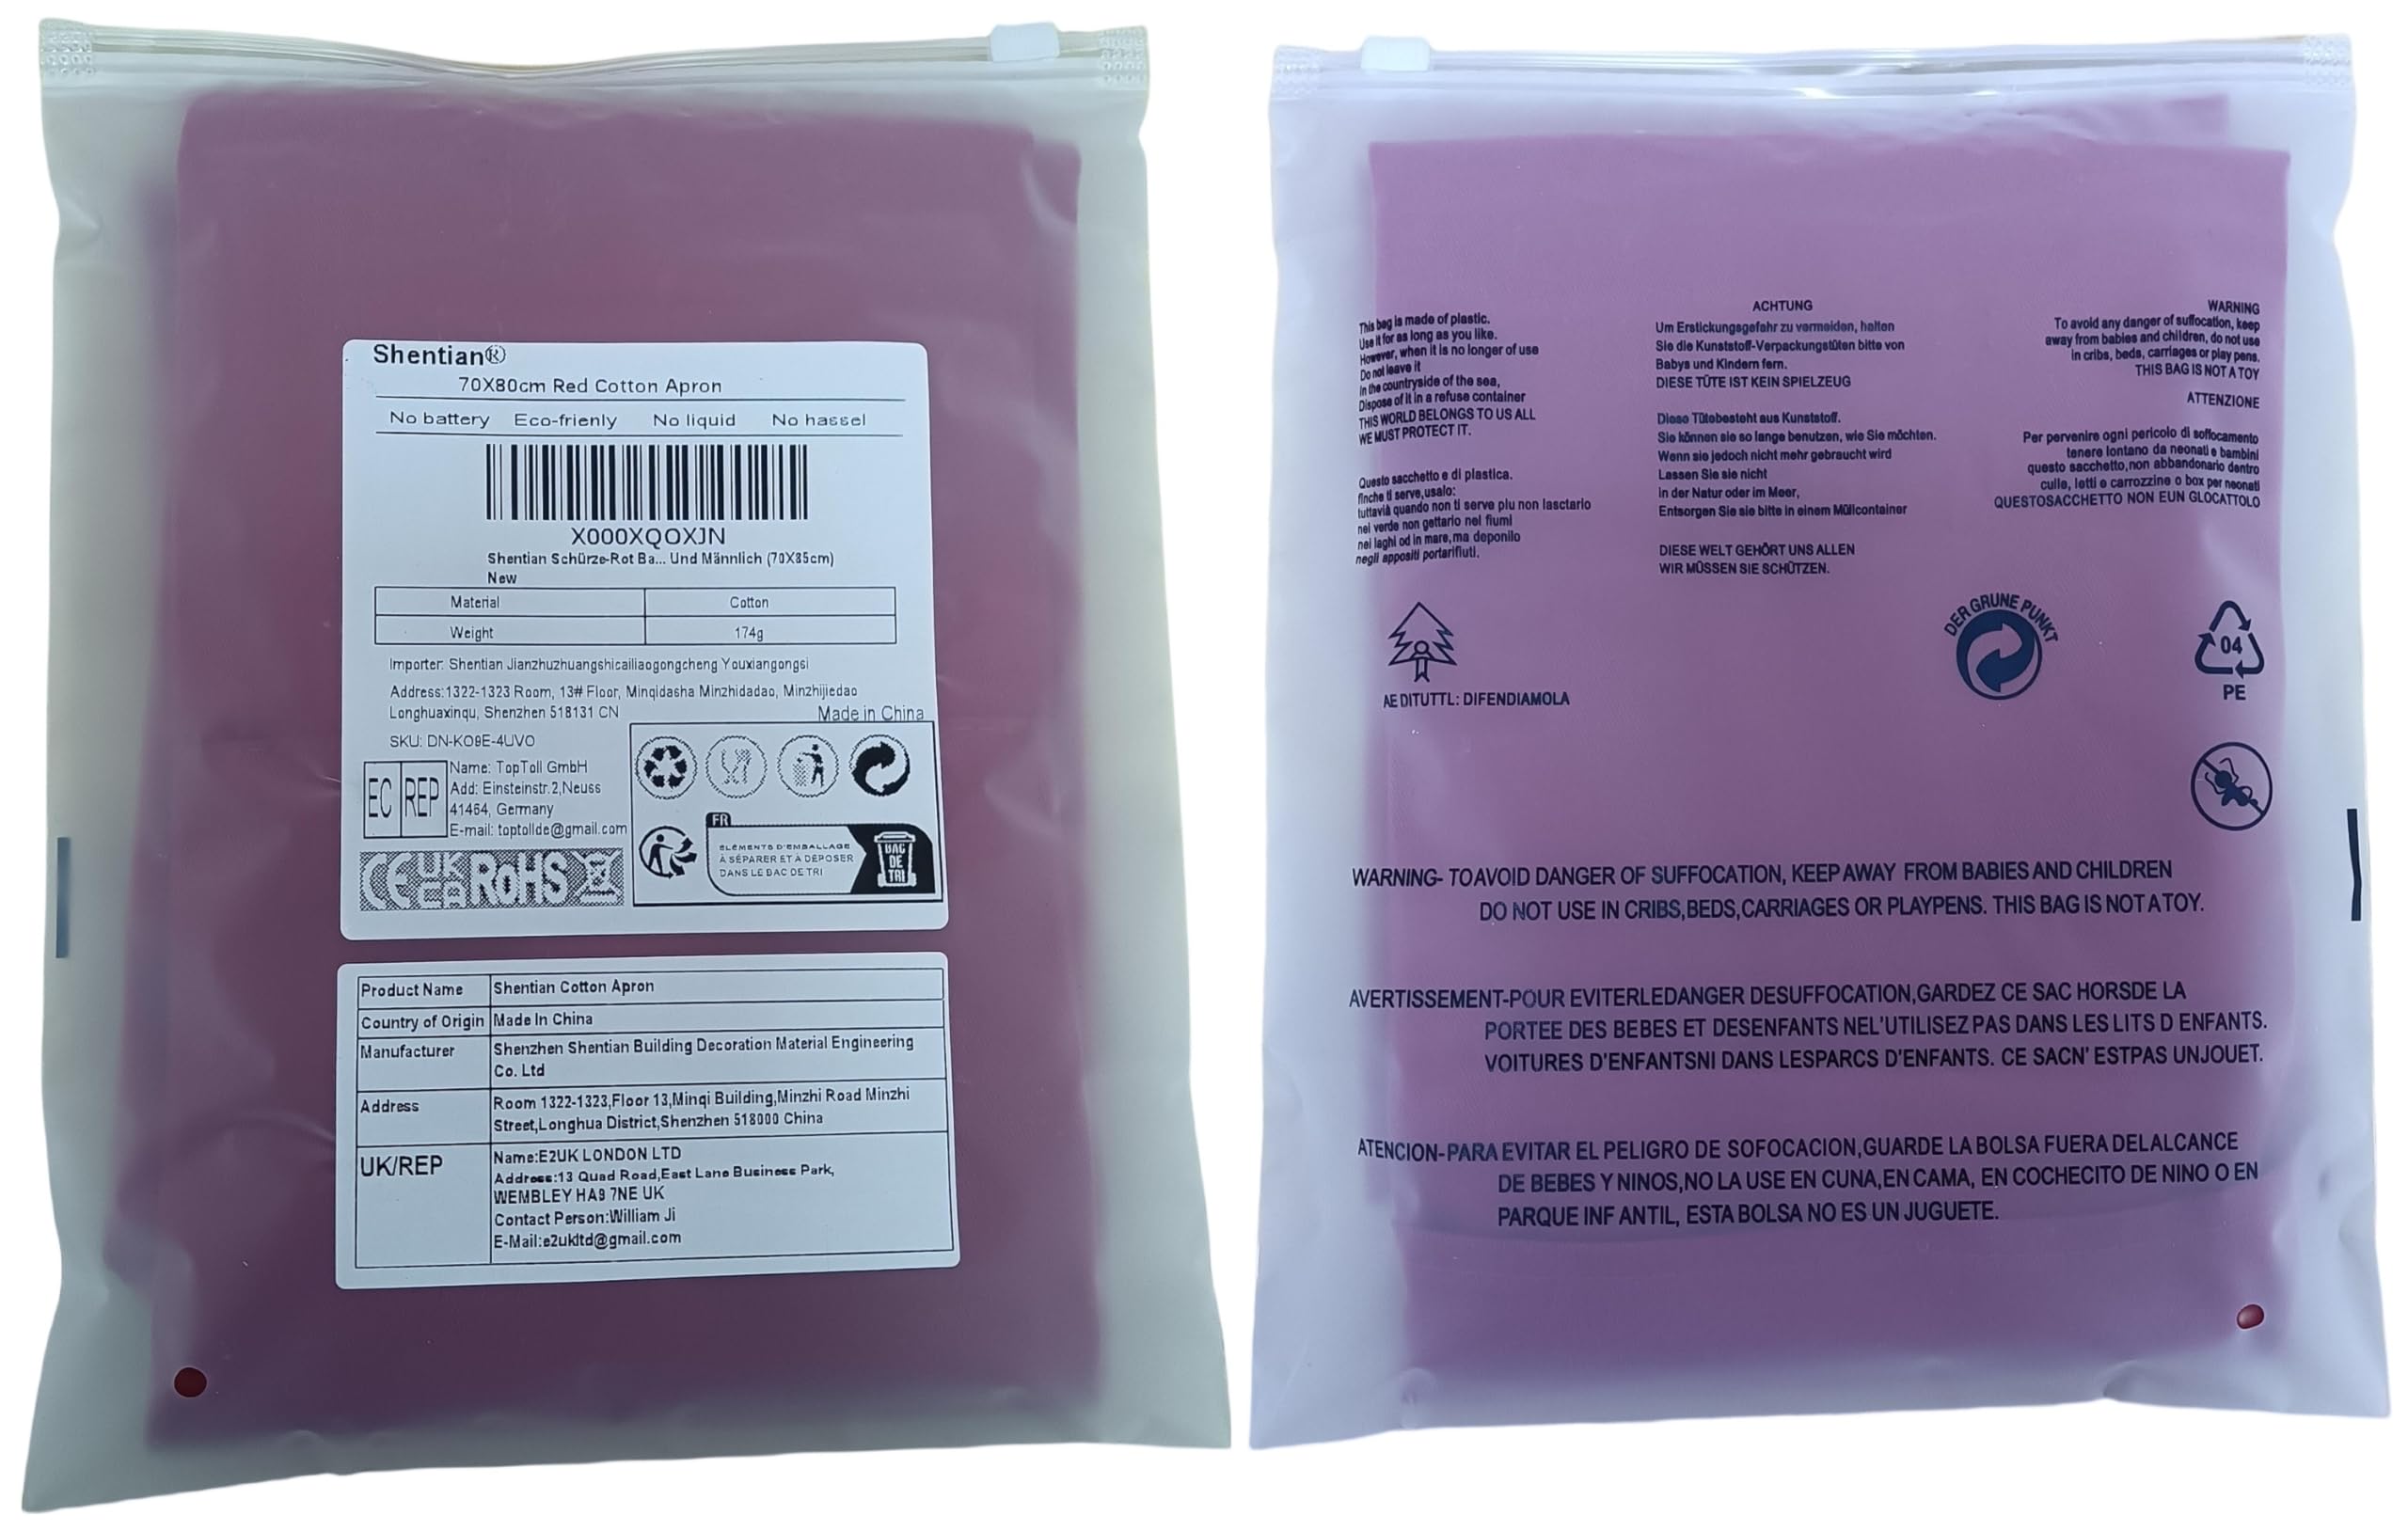 Shentian®
70X80cm Red Cotton Apron
No battery Eco-frienly No liquid No hassel
X000XQOXJN
Shentian Schürze-Rot Ba... Und Männlich (70X85cm)
New
Material Cotton
Weight 174g
Importer: Shentian Jianzhuzhuangshicailiaogongcheng Youxiangongsi
Address:1322-1323 Room, 13# Floor, Minqidasha Minzhidadao, Minzhijiedao
Longhuaxinqu, Shenzhen 518131 CN
Made in China
SKU: DN-KO9E-4UVO
EC REP
Name: TopToll GmbH
Add: Einsteinstr.2,Neuss
41464, Germany
E-mail: toptollde@gmail.com
CE UK CA RoHS
FR
ÉLÉMENTS D'EMBALLAGE
À SÉPARER ET À DÉPOSER
DANS LE BAC DE TRI
BAC
DE
TRI
Product Name Shentian Cotton Apron
Country of Origin Made In China
Manufacturer Shenzhen Shentian Building Decoration Material Engineering
Co. Ltd
Address Room 1322-1323,Floor 13,Minqi Building,Minzhi Road Minzhi
Street,Longhua District,Shenzhen 518000 China
UK/REP Name:E2UK LONDON LTD
Address:13 Quad Road,East Lane Business Park,
WEMBLEY HA9 7NE UK
Contact Person:William Ji
E-Mail:e2ukltd@gmail.com
This bag is made of plastic.
Use it for as long as you like.
However, when it is no longer of use
Do not leave it
in the countryside of the sea,
Dispose of it in a refuse container
THIS WORLD BELONGS TO US ALL
WE MUST PROTECT IT.
Questo sacchetto e di plastica.
finche ti serve,usalo:
tuttavià quando non ti serve piu non lasctario
nel verde non gettario nel fiumi
nei laghi od in mare,ma deponilo
negli appositi portarifiuti.
AE DITUTTL: DIFENDIAMOLA
ACHTUNG
Um Erstickungsgefahr zu vermeiden, halten
Sie die Kunststoff-Verpackungstüten bitte von
Babys und Kindern fern.
DIESE TÜTE IST KEIN SPIELZEUG
Diese Tütebesteht aus Kunststoff.
Sie können sie so lange benutzen, wie Sie möchten.
Wenn sie jedoch nicht mehr gebraucht wird
Lassen Sie sie nicht
in der Natur oder im Meer,
Entsorgen Sie sie bitte in einem Müllcontainer
DIESE WELT GEHÖRT UNS ALLEN
WIR MÜSSEN SIE SCHÜTZEN.
WARNING
To avoid any danger of suffocation, keep
away from babies and children, do not use
in cribs, beds, carriages or play pens.
THIS BAG IS NOT A TOY
ATTENZIONE
Per pervenire ogni pericolo di soffocamento
tenere lontano da neonati e bambini
questo sacchetto,non abbandonario dentro
culle, letti e carrozzine o box per neonati
QUESTOSACCHETTO NON EUN GLOCATTOLO
DER GRUNE PUNKT
04
PE
WARNING- TOAVOID DANGER OF SUFFOCATION, KEEP AWAY FROM BABIES AND CHILDREN
DO NOT USE IN CRIBS,BEDS,CARRIAGES OR PLAYPENS. THIS BAG IS NOT A TOY.
AVERTISSEMENT-POUR EVITERLEDANGER DESUFFOCATION,GARDEZ CE SAC HORSDE LA
PORTEE DES BEBES ET DESENFANTS NEL'UTILISEZ PAS DANS LES LITS D ENFANTS.
VOITURES D'ENFANTSNI DANS LESPARCS D'ENFANTS. CE SACN' ESTPAS UNJOUET.
ATENCION-PARA EVITAR EL PELIGRO DE SOFOCACION,GUARDE LA BOLSA FUERA DELALCANCE
DE BEBES Y NINOS,NO LA USE EN CUNA,EN CAMA, EN COCHECITO DE NINO O EN
PARQUE INF ANTIL, ESTA BOLSA NO ES UN JUGUETE.